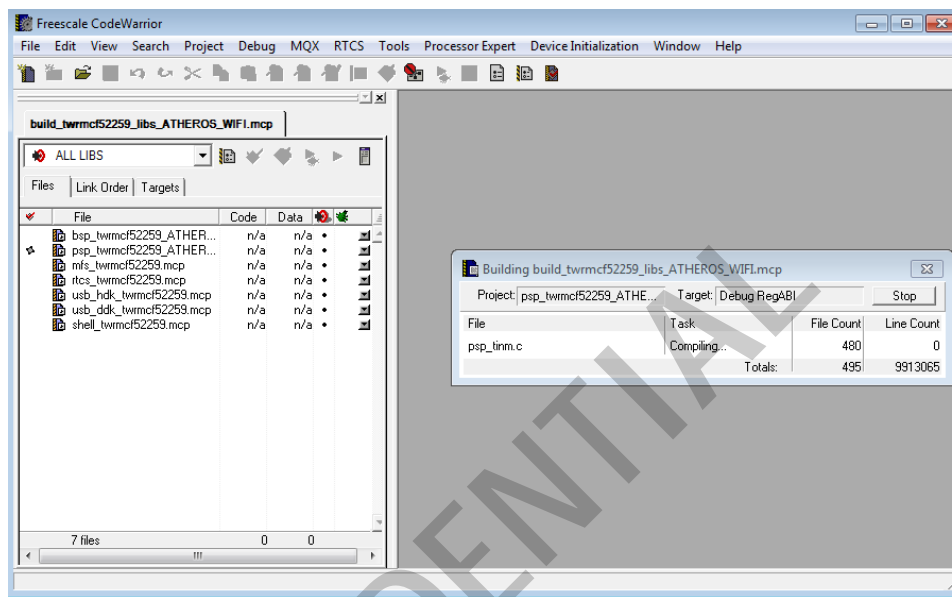 Freescale CodeWarrior
File Edit View Search Project Debug MQX RTCS Tools Processor Expert Device Initialization Window Help
build_twrmcf52259_libs_ATHEROS_WIFI.mcp
ALL LIBS
Files Link Order Targets
File Code Data
bsp_twrmcf52259_ATHER... n/a n/a
psp_twrmcf52259_ATHER... n/a n/a
mfs_twrmcf52259.mcp n/a n/a
rtcs_twrmcf52259.mcp n/a n/a
usb_hdk_twrmcf52259.mcp n/a n/a
usb_ddk_twrmcf52259.mcp n/a n/a
shell_twrmcf52259.mcp n/a n/a
7 files 0 0
Building build_twrmcf52259_libs_ATHEROS_WIFI.mcp
Project: psp_twrmcf52259_ATHE... Target: Debug RegABI Stop
File Task File Count Line Count
psp_tinm.c Compiling... 480 0
Totals: 495 9913065
DENTIAL